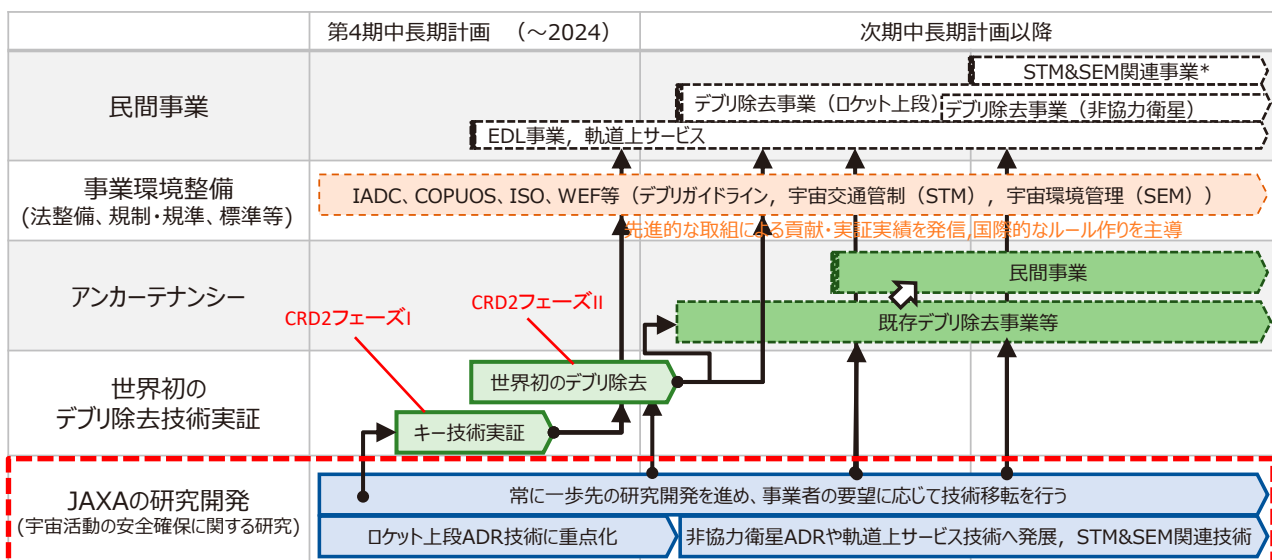 第4期中長期計画 (～2024)
次期中長期計画以降
民間事業
STM&SEM関連事業*
デブリ除去事業（ロケット上段）
デブリ除去事業（非協力衛星）
EDL事業，軌道上サービス
事業環境整備
(法整備、規制・規準、標準等)
IADC、COPUOS、ISO、WEF等（デブリガイドライン，宇宙交通管制（STM），宇宙環境管理（SEM））
先進的な取組による貢献・実証実績を発信,国際的なルール作りを主導
アンカーテナンシー
民間事業
既存デブリ除去事業等
CRD2フェーズI
CRD2フェーズII
世界初の
デブリ除去技術実証
世界初のデブリ除去
キー技術実証
JAXAの研究開発
(宇宙活動の安全確保に関する研究)
常に一歩先の研究開発を進め、事業者の要望に応じて技術移転を行う
ロケット上段ADR技術に重点化
非協力衛星ADRや軌道上サービス技術へ発展，STM&SEM関連技術